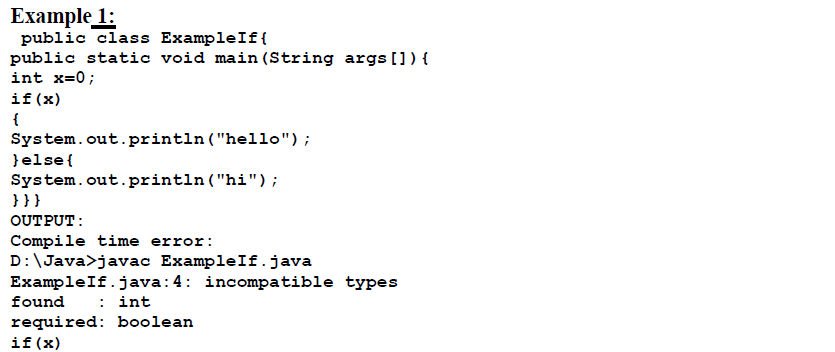 Example 1:
public class ExampleIf{
public static void main(String args[]){
int x=0;
if(x)
{
System.out.println("hello");
}else{
System.out.println("hi");
}}}
OUTPUT:
Compile time error:
D:\Java>javac ExampleIf.java
ExampleIf.java:4: incompatible types
found   : int
required: boolean
if(x)